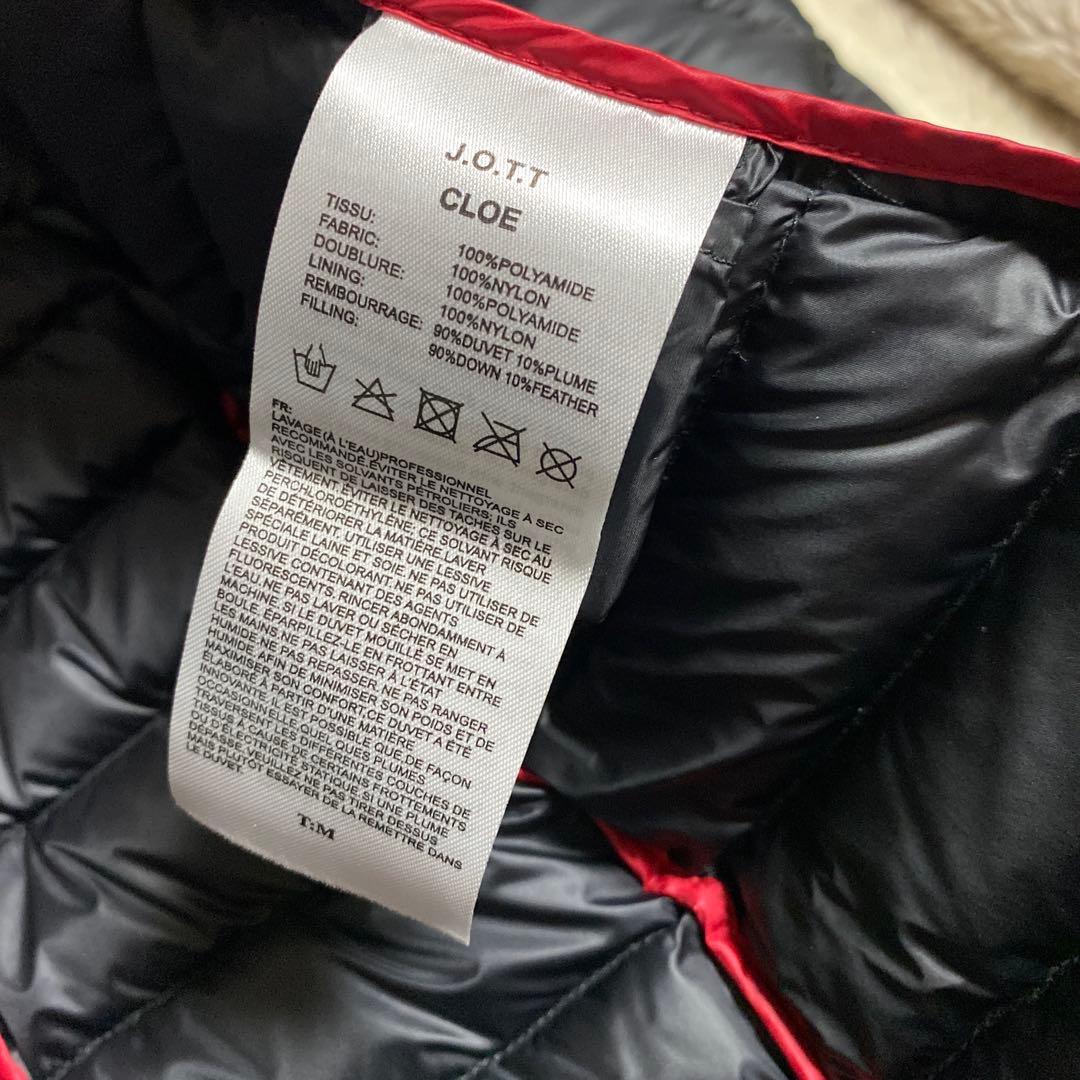 J.O.T.T
CLOE
TISSU: 100%POLYAMIDE
FABRIC: 100%NYLON
DOUBLURE: 100%POLYAMIDE
LINING: 100%NYLON
REMBOURRAGE: 90%DUVET 10%PLUME
FILLING: 90%DOWN 10%FEATHER
FR:
LAVAGE(À L'EAU)PROFESSIONNEL
RECOMMANDÉ.ÉVITER LE NETTOYAGE À SEC
AVEC LES SOLVANTS PÉTROLIERS; ILS
RISQUENT DE LAISSER DES TACHES SUR LE
VÊTEMENT.ÉVITER LE NETTOYAGE À SEC AU
PERCHLOROÉTHYLÈNE; CE SOLVANT RISQUE
DE DÉTÉRIORER LA MATIÈRE.LAVER
SÉPARÉMENT. UTILISER UNE LESSIVE
SPÉCIALE LAINE ET SOIE. NE PAS UTILISER DE
PRODUIT DÉCOLORANT. NE PAS UTILISER DE
LESSIVE CONTENANT DES AGENTS
FLUORESCENTS. RINCER ABONDAMMENT À
L'EAU.NE PAS LAVER OU SÉCHER EN
MACHINE. SI LE DUVET MOUILLÉ SE MET EN
BOULE, ÉPARPILLEZ-LE EN FROTTANT ENTRE
LES MAINS.NE PAS LAISSER À L'ÉTAT
HUMIDE.NE PAS REPASSER. NE PAS RANGER
HUMIDE.AFIN DE MINIMISER SON POIDS ET DE
MAXIMISER SON CONFORT,CE DUVET A ÉTÉ
ÉLABORÉ À PARTIR D'UNE MATIÈRE
INNOVANTE. IL EST POSSIBLE QUE DE FAÇON
OCCASIONNELLE, QUELQUES PLUMES
TRAVERSENT LES DIFFÉRENTES COUCHES DE
TISSUS À CAUSE DE CERTAINS FROTTEMENTS
OU D'ÉLECTRICITÉ STATIQUE.SI UNE PLUME
DÉPASSE,VEUILLEZ NE PAS TIRER DESSUS
MAIS PLUTÔT ESSAYER DE LA REMETTRE DANS
LE DUVET.
T:M